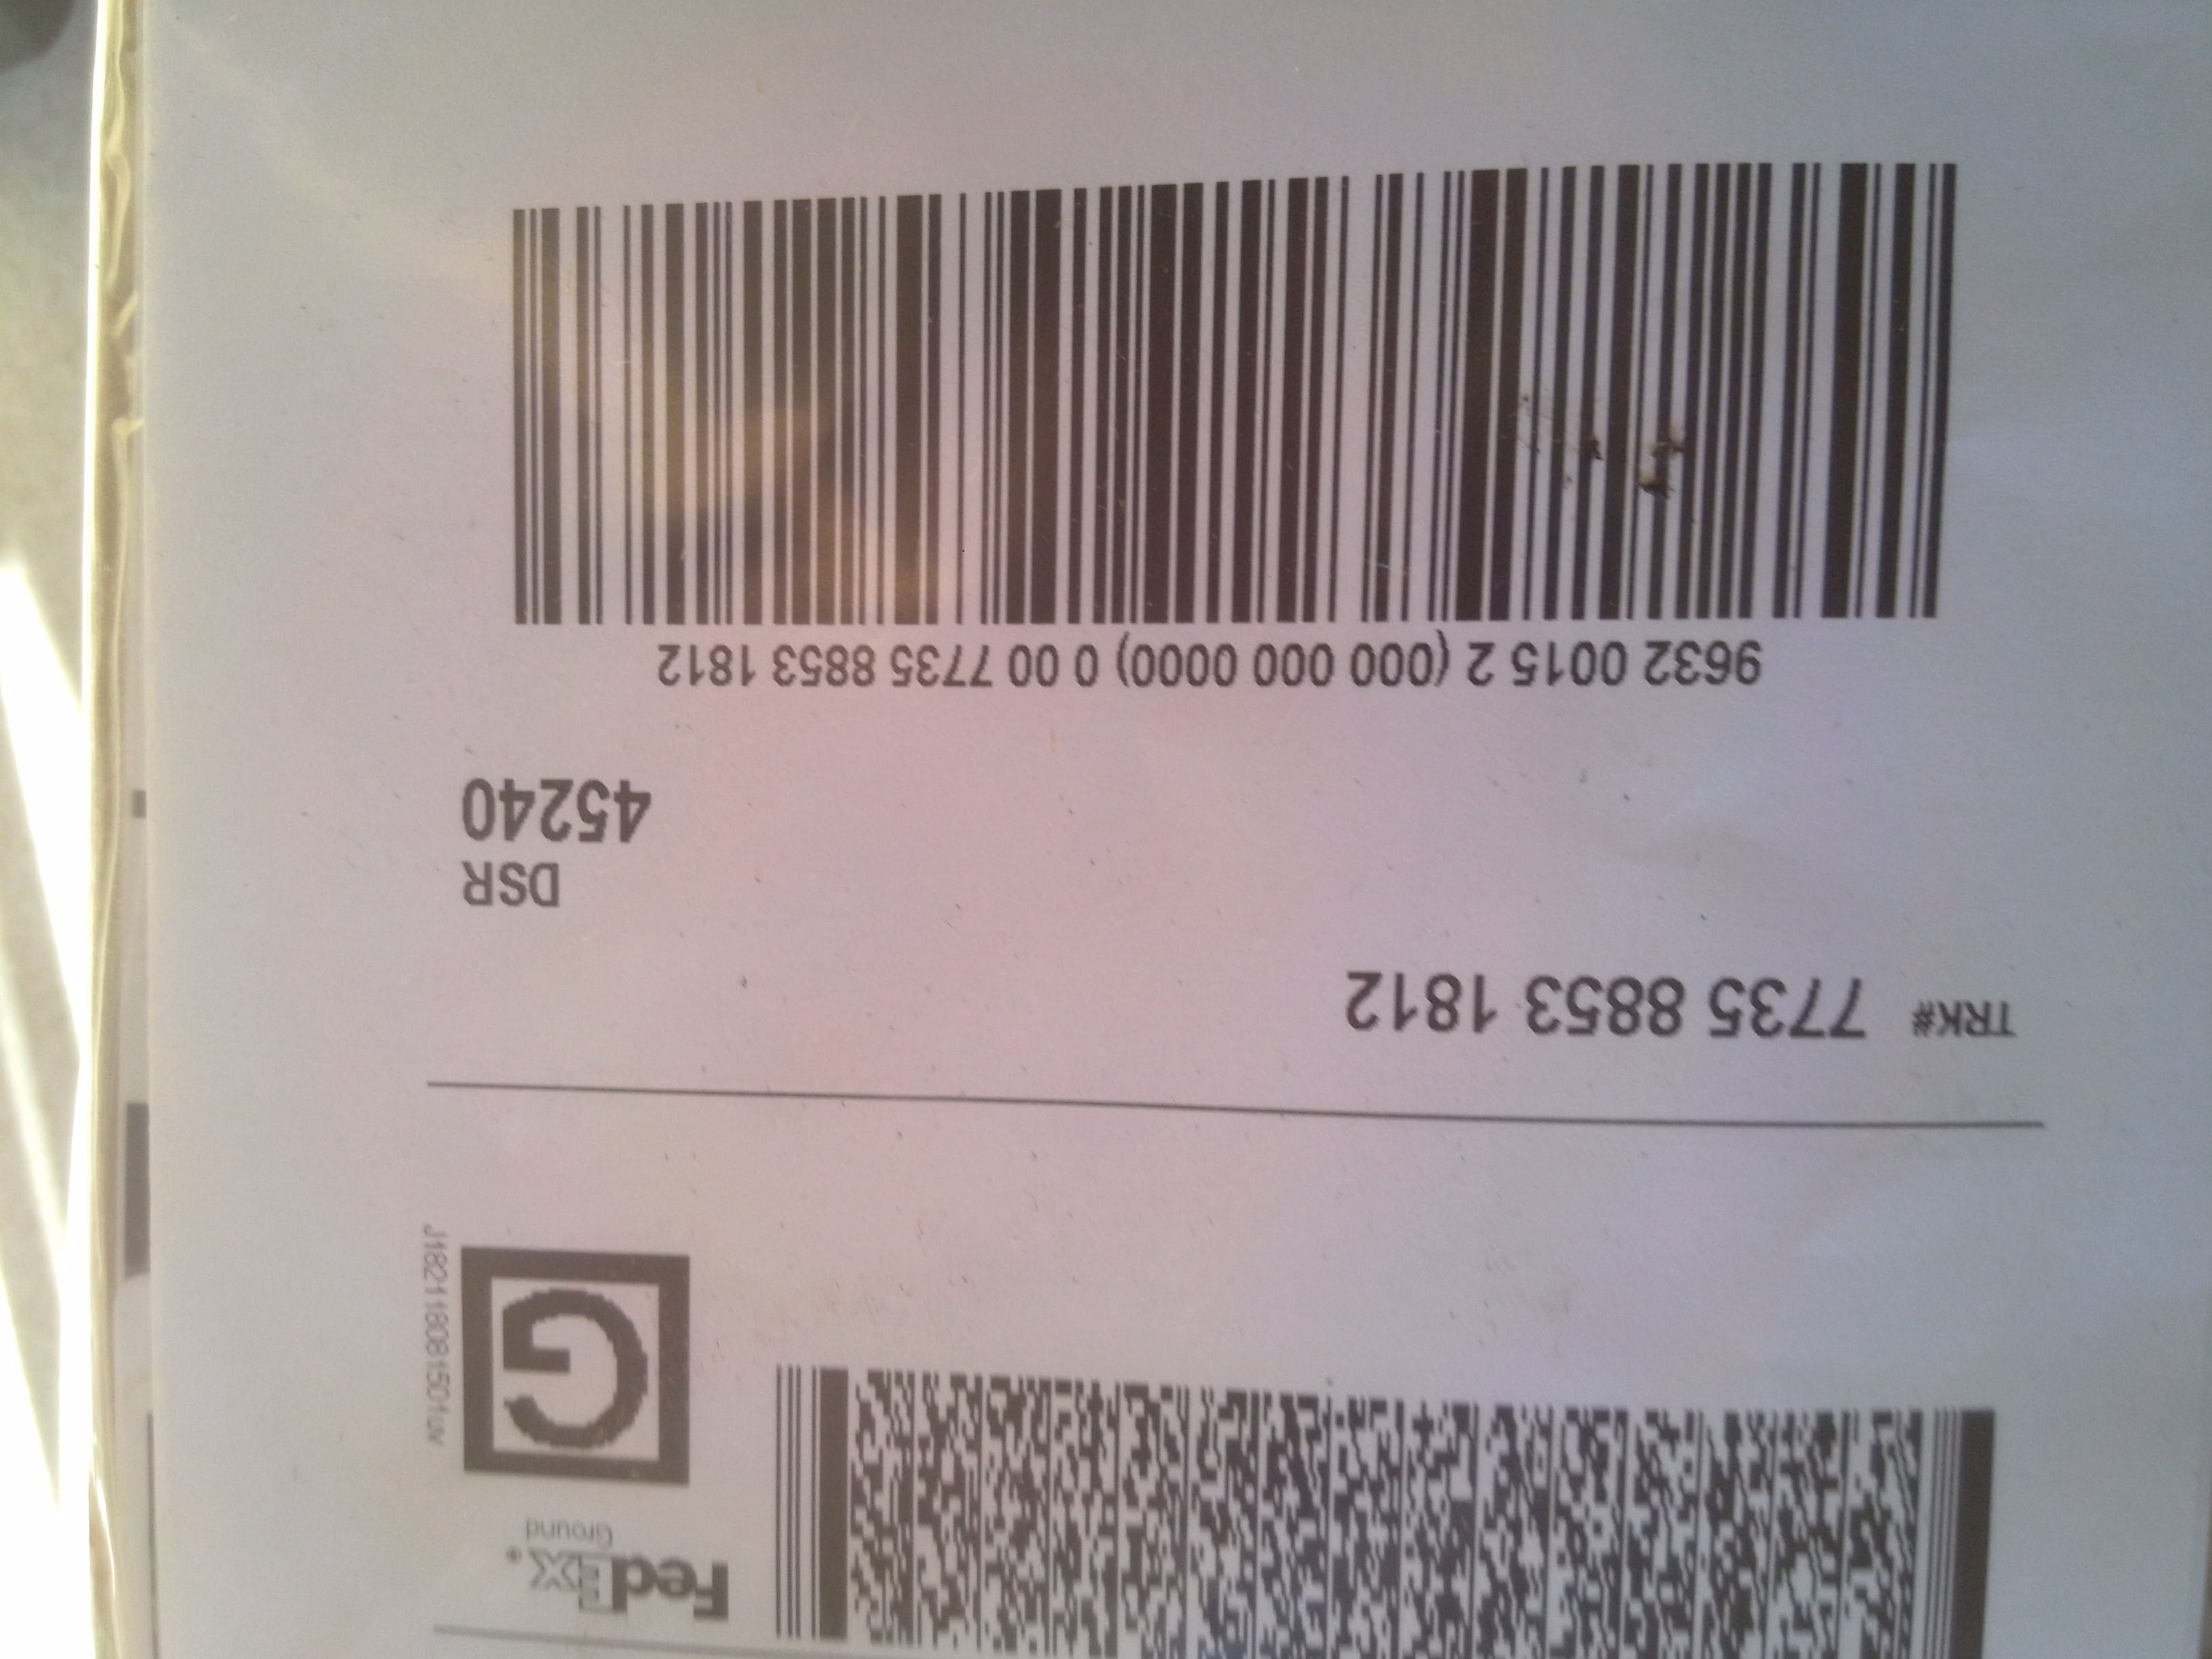 FedEx®
Ground
G
J182118081501uv
TRK# 7735 8853 1812
DSR
45240
9632 0015 2 (000 000 0000) 0 00 7735 8853 1812